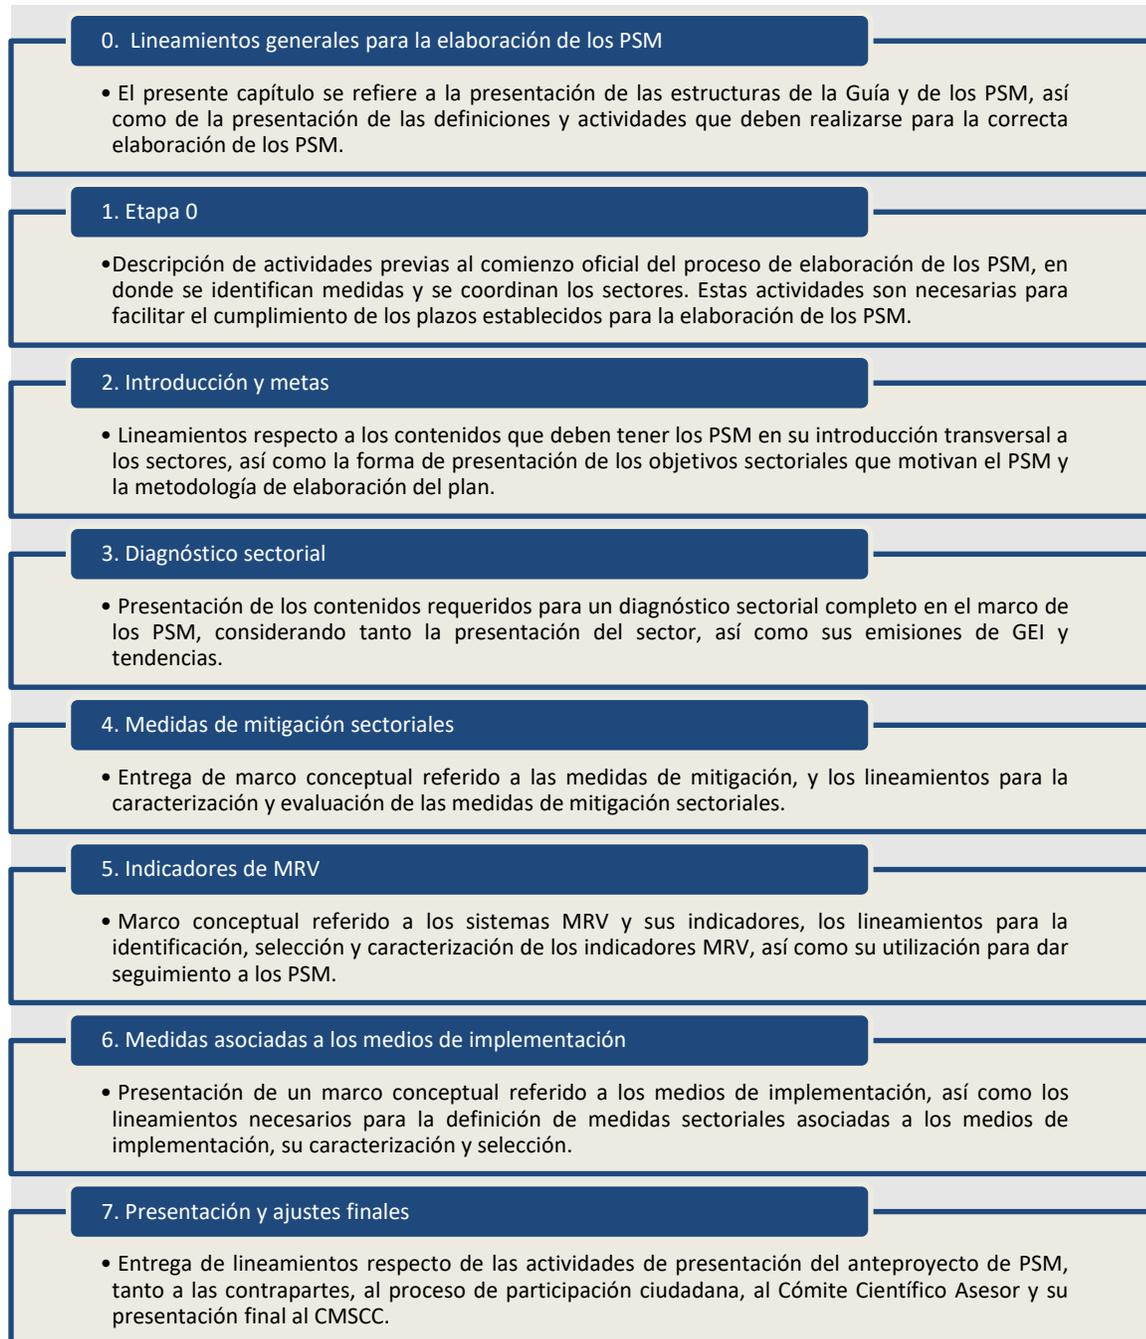 0. Lineamientos generales para la elaboración de los PSM
• El presente capítulo se refiere a la presentación de las estructuras de la Guía y de los PSM, así
como de la presentación de las definiciones y actividades que deben realizarse para la correcta
elaboración de los PSM.
1. Etapa 0
•Descripción de actividades previas al comienzo oficial del proceso de elaboración de los PSM, en
donde se identifican medidas y se coordinan los sectores. Estas actividades son necesarias para
facilitar el cumplimiento de los plazos establecidos para la elaboración de los PSM.
2. Introducción y metas
• Lineamientos respecto a los contenidos que deben tener los PSM en su introducción transversal a
los sectores, así como la forma de presentación de los objetivos sectoriales que motivan el PSM y
la metodología de elaboración del plan.
3. Diagnóstico sectorial
• Presentación de los contenidos requeridos para un diagnóstico sectorial completo en el marco de
los PSM, considerando tanto la presentación del sector, así como sus emisiones de GEI y
tendencias.
4. Medidas de mitigación sectoriales
• Entrega de marco conceptual referido a las medidas de mitigación, y los lineamientos para la
caracterización y evaluación de las medidas de mitigación sectoriales.
5. Indicadores de MRV
• Marco conceptual referido a los sistemas MRV y sus indicadores, los lineamientos para la
identificación, selección y caracterización de los indicadores MRV, así como su utilización para dar
seguimiento a los PSM.
6. Medidas asociadas a los medios de implementación
• Presentación de un marco conceptual referido a los medios de implementación, así como los
lineamientos necesarios para la definición de medidas sectoriales asociadas a los medios de
implementación, su caracterización y selección.
7. Presentación y ajustes finales
• Entrega de lineamientos respecto de las actividades de presentación del anteproyecto de PSM,
tanto a las contrapartes, al proceso de participación ciudadana, al Cómite Científico Asesor y su
presentación final al CMSCC.